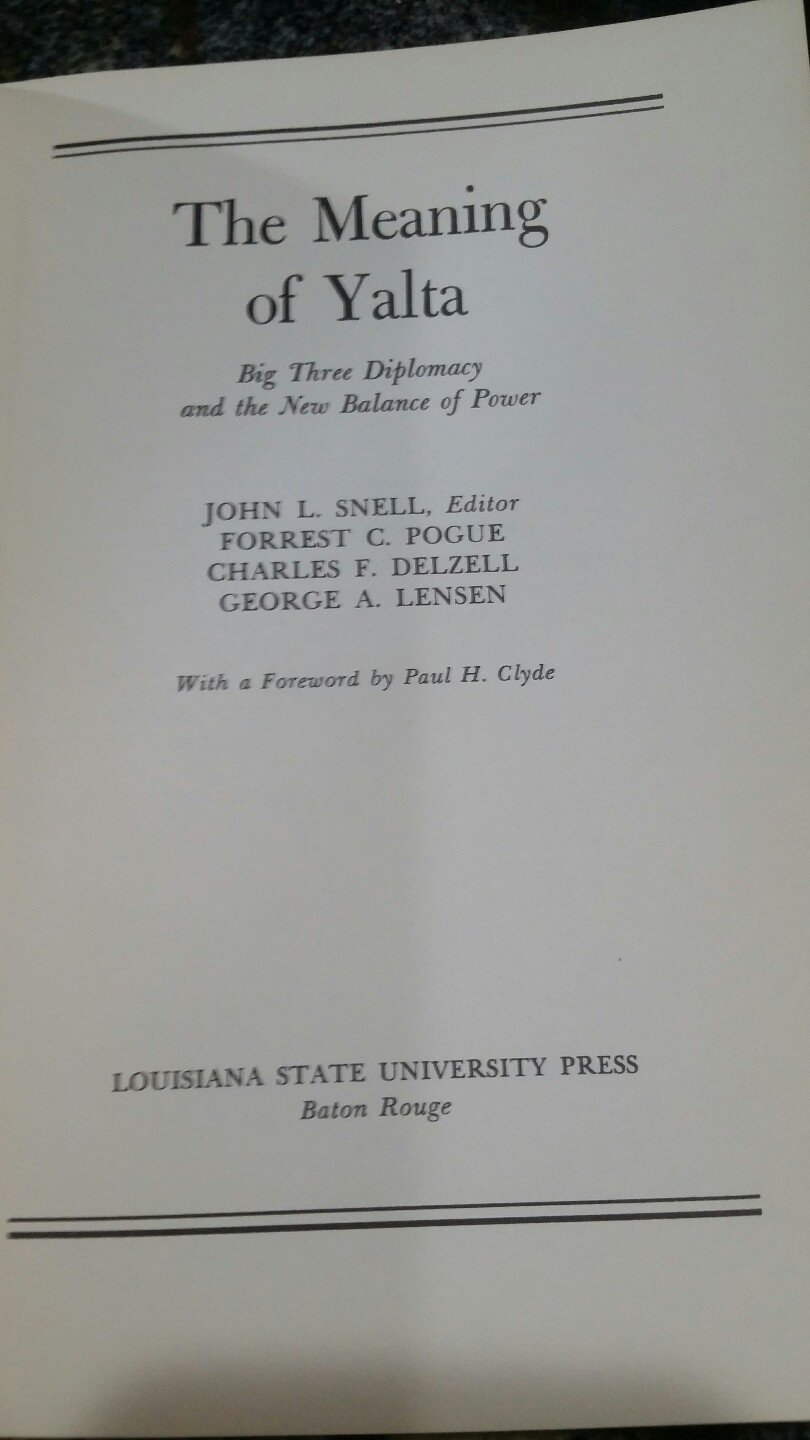 The Meaning
of Yalta
Big Three Diplomacy
and the New Balance of Power
JOHN L. SNELL, Editor
FORREST C. POGUE
CHARLES F. DELZELL
GEORGE A. LENSEN
With a Foreword by Paul H. Clyde
LOUISIANA STATE UNIVERSITY PRESS
Baton Rouge